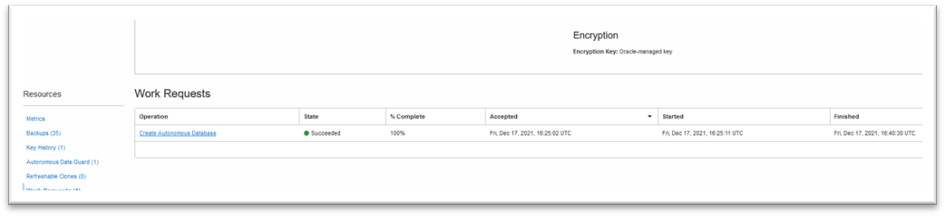 Encryption
Encryption Key: Oracle-managed key
Resources
Work Requests
Operation State % Complete Accepted Started Finished
Metrics
Create Autonomous Database Succeeded 100% Fri, Dec 17, 2021, 16:25:02 UTC Fri, Dec 17, 2021, 16:25:11 UTC Fri, Dec 17, 2021, 16:40:30 UTC
Backups (35)
Key History (1)
Autonomous Data Guard (1)
Refreshable Clones (0)
Work Requests